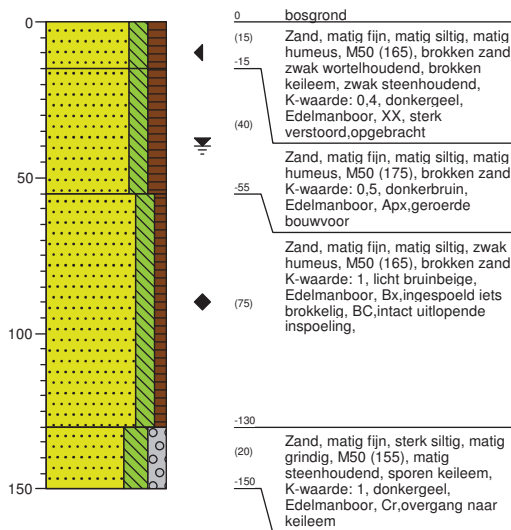 0
50
100
150
0 bosgrond
(15)
Zand, matig fijn, matig siltig, matig
humeus, M50 (165), brokken zand
zwak wortelhoudend, brokken
keileem, zwak steenhoudend,
K-waarde: 0,4, donkergeel,
Edelmanboor, XX, sterk
verstoord,opgebracht
-15
(40)
Zand, matig fijn, matig siltig, matig
humeus, M50 (175), brokken zand
K-waarde: 0,5, donkerbruin,
Edelmanboor, Apx,geroerde
bouwvoor
-55
(75)
Zand, matig fijn, matig siltig, zwak
humeus, M50 (165), brokken zand
K-waarde: 1, licht bruinbeige,
Edelmanboor, Bx,ingespoeld iets
brokkelig, BC,intact uitlopende
inspoeling,
-130
(20)
Zand, matig fijn, sterk siltig, matig
grindig, M50 (155), matig
steenhoudend, sporen keileem,
K-waarde: 1, donkergeel,
Edelmanboor, Cr,overgang naar
keileem
-150